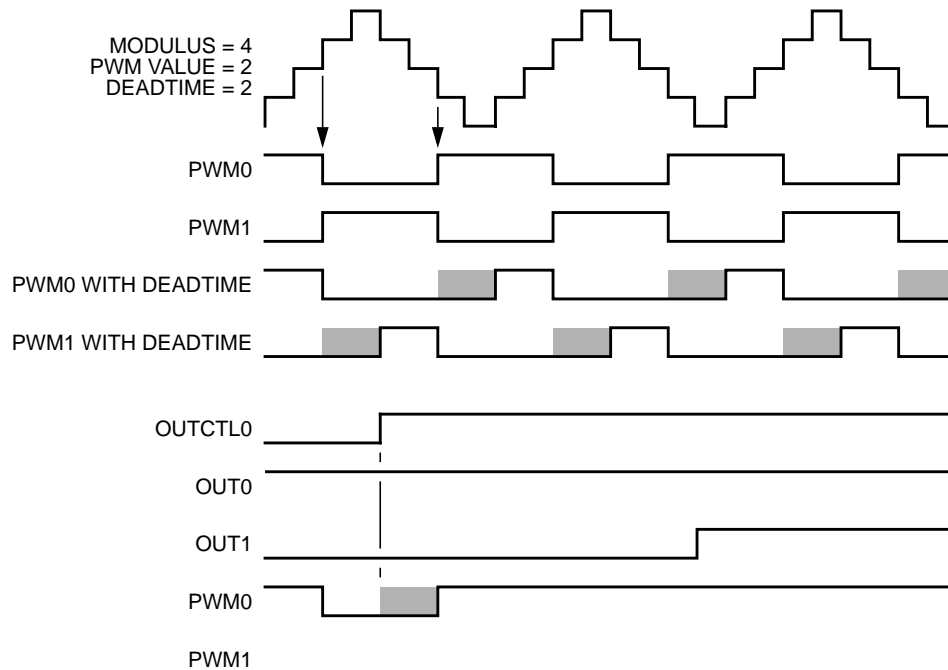 MODULUS = 4
PWM VALUE = 2
DEADTIME = 2
PWM0
PWM1
PWM0 WITH DEADTIME
PWM1 WITH DEADTIME
OUTCTL0
OUT0
OUT1
PWM0
PWM1